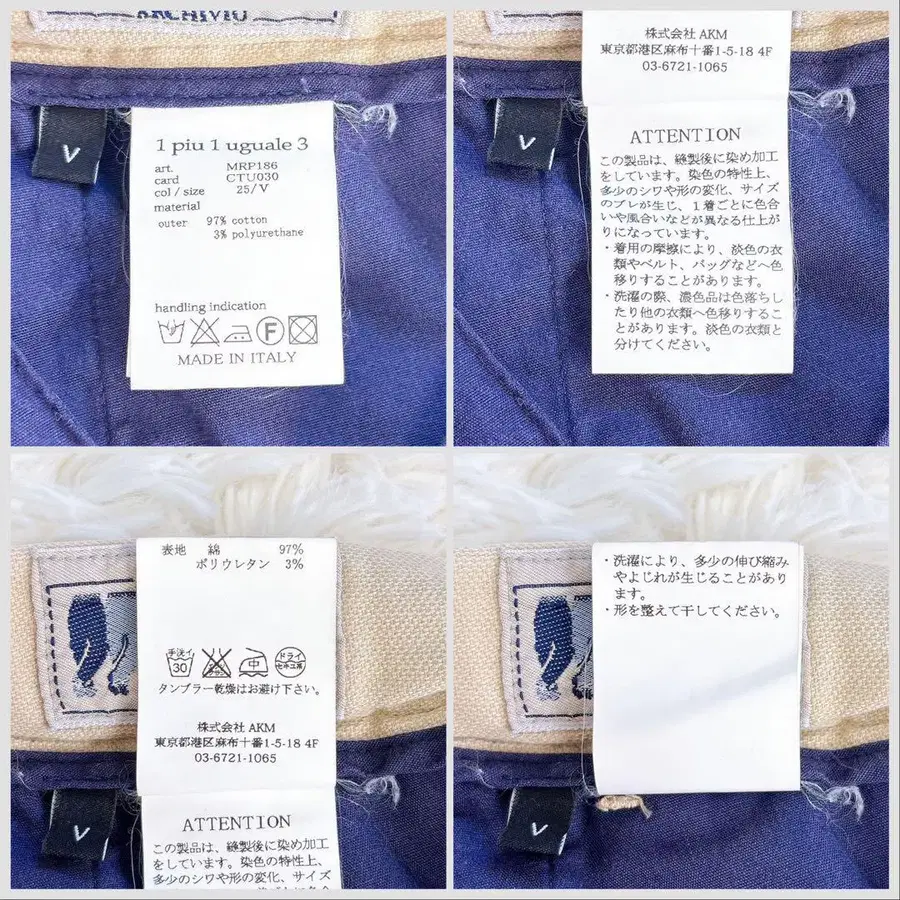 ARCHIVIO
V
1 piu 1 uguale 3
art. MRP186
card CTU030
col / size 25/V
material
outer 97% cotton
3% polyurethane
handling indication
F
MADE IN ITALY
株式会社 AKM
東京都港区麻布十番1-5-18 4F
03-6721-1065
V
ATTENTION
この製品は、縫製後に染め加工
をしています。染色の特性上、
多少のシワや形の変化、サイズ
のブレが生じ、1着ごとに色合
いや風合いなどが異なる仕上が
りになっています。
・着用の摩擦により、淡色の衣
類やベルト、バッグなどへ色
移りすることがあります。
・洗濯の際、濃色品は色落ちし
たり他の衣類へ色移りするこ
とがあります。淡色の衣類と
分けてください。
表地 綿 97%
ポリウレタン 3%
手洗イ 30
中
ドライ
セキユ系
タンブラー乾燥はお避け下さい。
株式会社 AKM
東京都港区麻布十番1-5-18 4F
03-6721-1065
V
ATTENTION
この製品は、縫製後に染め加工
をしています。染色の特性上、
多少のシワや形の変化、サイズ
・洗濯により、多少の伸び縮み
やよじれが生じることがあり
ます。
・形を整えて干してください。
V